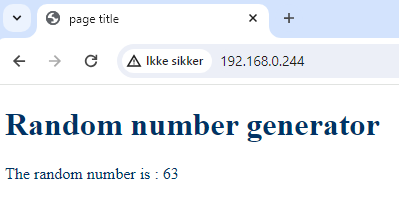 page title
Ikke sikker 192.168.0.244
Random number generator
The random number is : 63